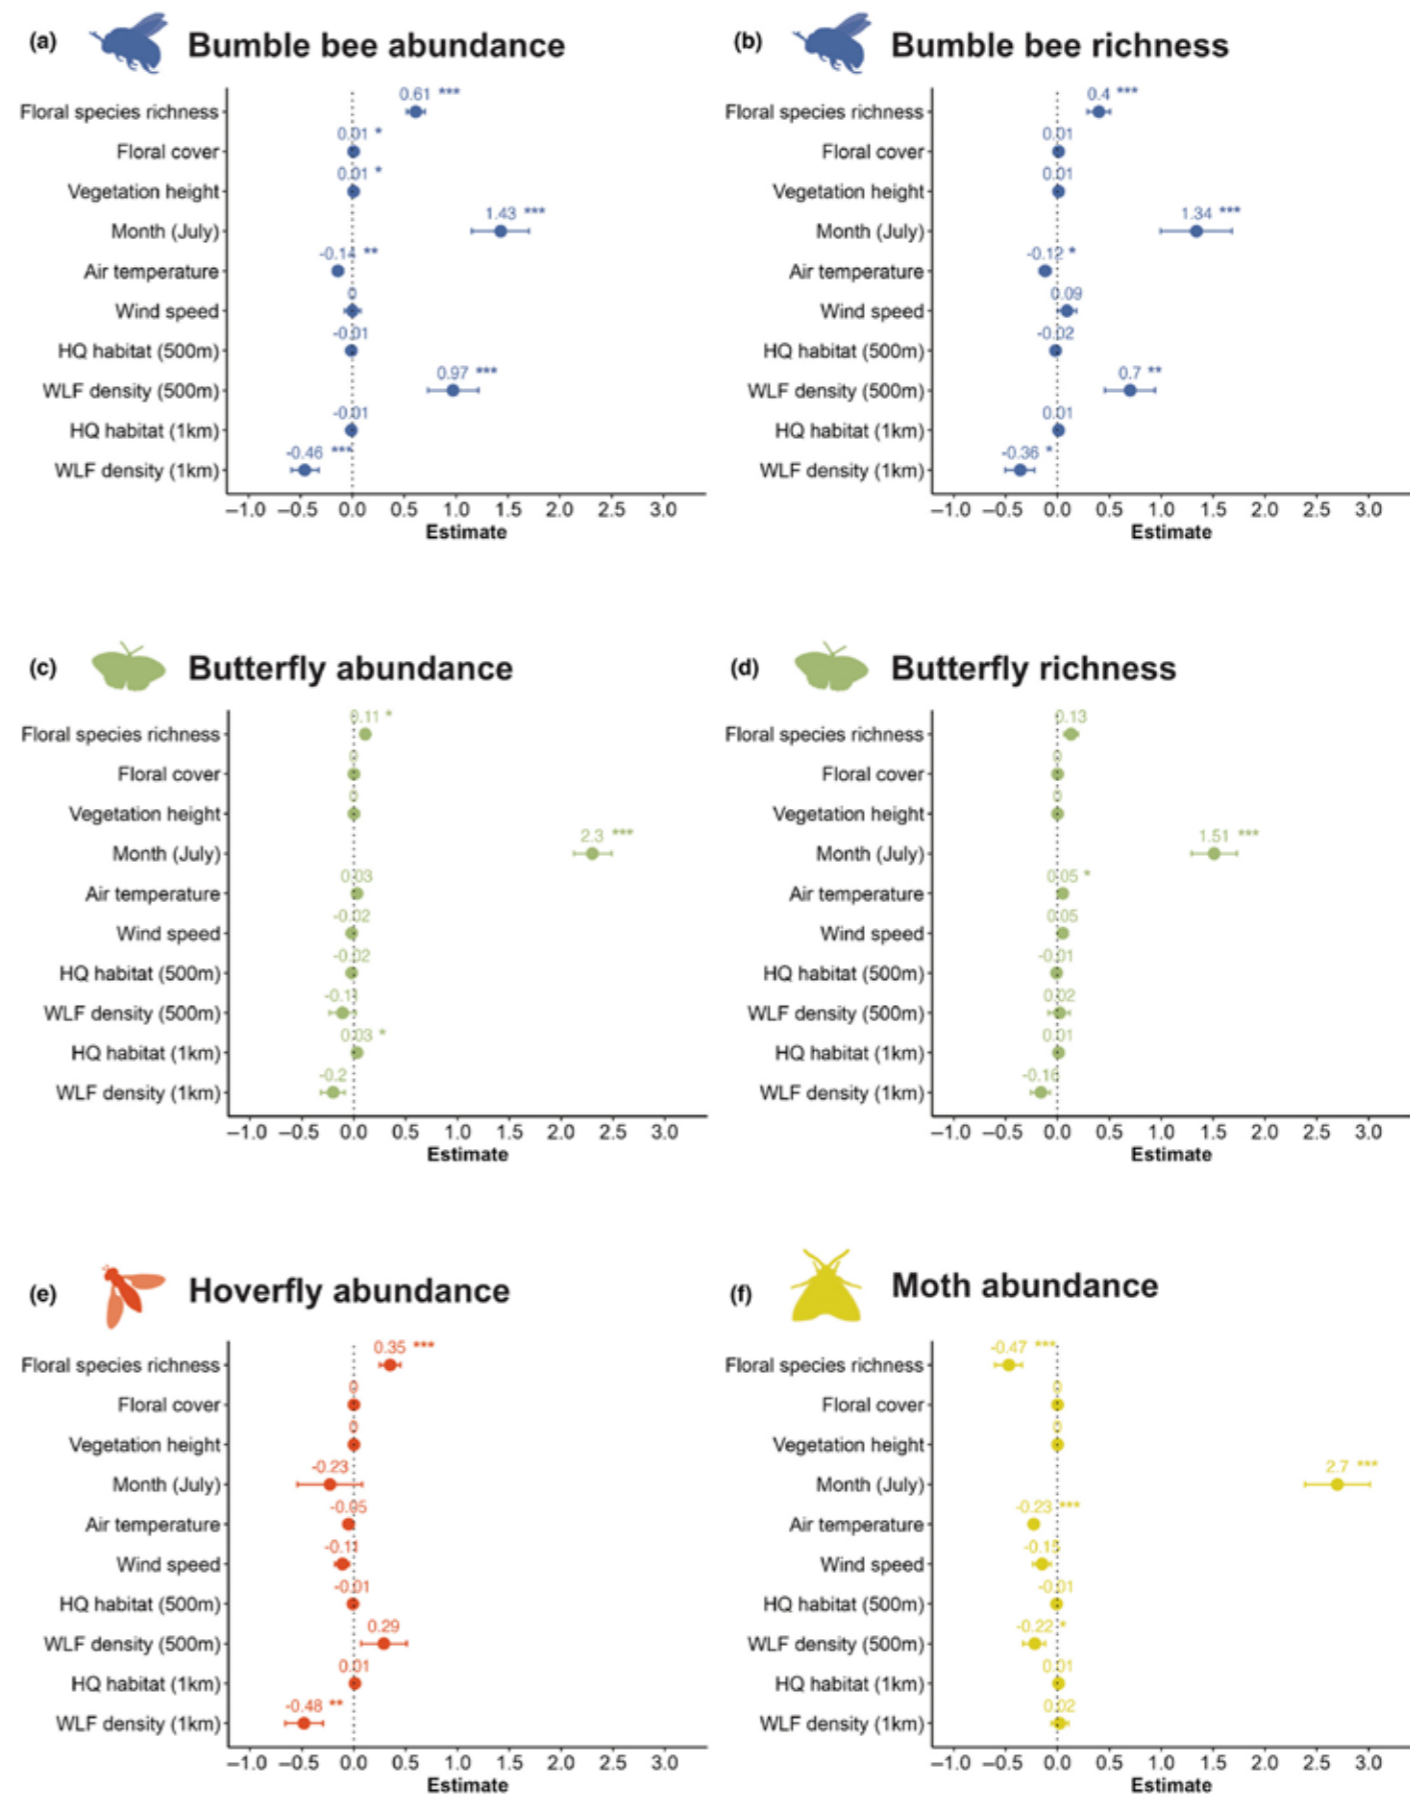 (a) Bumble bee abundance
Floral species richness 0.61 ***
Floral cover 0.01 *
Vegetation height 0.01 *
Month (July) 1.43 ***
Air temperature -0.14 **
Wind speed 0
HQ habitat (500m) -0.01
WLF density (500m) 0.97 ***
HQ habitat (1km) -0.01
WLF density (1km) -0.46 ***
−1.0 −0.5 0.0 0.5 1.0 1.5 2.0 2.5 3.0
Estimate
(b) Bumble bee richness
Floral species richness 0.4 ***
Floral cover 0.01
Vegetation height 0.01
Month (July) 1.34 ***
Air temperature -0.12 *
Wind speed 0.09
HQ habitat (500m) -0.02
WLF density (500m) 0.7 **
HQ habitat (1km) 0.01
WLF density (1km) -0.36 *
−1.0 −0.5 0.0 0.5 1.0 1.5 2.0 2.5 3.0
Estimate
(c) Butterfly abundance
Floral species richness 0.11 *
Floral cover 0
Vegetation height 0
Month (July) 2.3 ***
Air temperature 0.03
Wind speed -0.02
HQ habitat (500m) -0.02
WLF density (500m) -0.11
HQ habitat (1km) 0.03 *
WLF density (1km) -0.2
−1.0 −0.5 0.0 0.5 1.0 1.5 2.0 2.5 3.0
Estimate
(d) Butterfly richness
Floral species richness 0.13
Floral cover 0
Vegetation height 0
Month (July) 1.51 ***
Air temperature 0.05 *
Wind speed 0.05
HQ habitat (500m) -0.01
WLF density (500m) 0.02
HQ habitat (1km) 0.01
WLF density (1km) -0.16
−1.0 −0.5 0.0 0.5 1.0 1.5 2.0 2.5 3.0
Estimate
(e) Hoverfly abundance
Floral species richness 0.35 ***
Floral cover 0
Vegetation height 0
Month (July) -0.23
Air temperature -0.05
Wind speed -0.11
HQ habitat (500m) -0.01
WLF density (500m) 0.29
HQ habitat (1km) 0.01
WLF density (1km) -0.48 **
−1.0 −0.5 0.0 0.5 1.0 1.5 2.0 2.5 3.0
Estimate
(f) Moth abundance
Floral species richness -0.47 ***
Floral cover 0
Vegetation height 0
Month (July) 2.7 ***
Air temperature -0.23 ***
Wind speed -0.15
HQ habitat (500m) -0.01
WLF density (500m) -0.22 *
HQ habitat (1km) 0.01
WLF density (1km) 0.02
−1.0 −0.5 0.0 0.5 1.0 1.5 2.0 2.5 3.0
Estimate